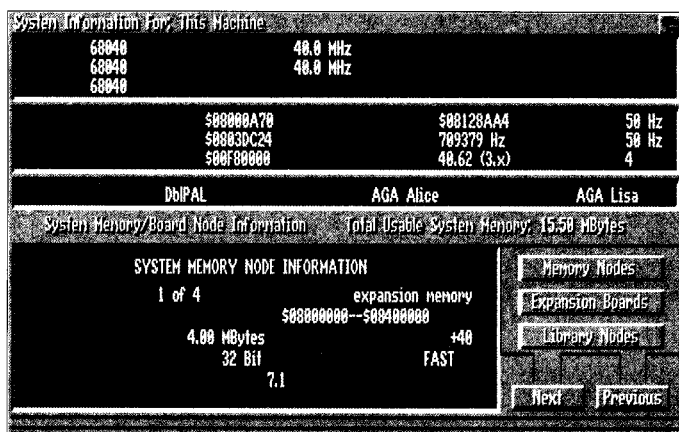 System Information For: This Machine
68040 40.0 MHz
68040 40.0 MHz
68040
$08000A70 $08128AA4 50 Hz
$0803DC24 709379 Hz 50 Hz
$00F80000 40.62 (3.x) 4
DblPAL AGA Alice AGA Lisa
System Memory/Board Node Information Total Usable System Memory: 15.50 MBytes
SYSTEM MEMORY NODE INFORMATION
1 of 4 expansion memory
$08000000--$08400000
4.00 MBytes +40
32 Bit FAST
7.1
Memory Nodes
Expansion Boards
Library Nodes
Next Previous